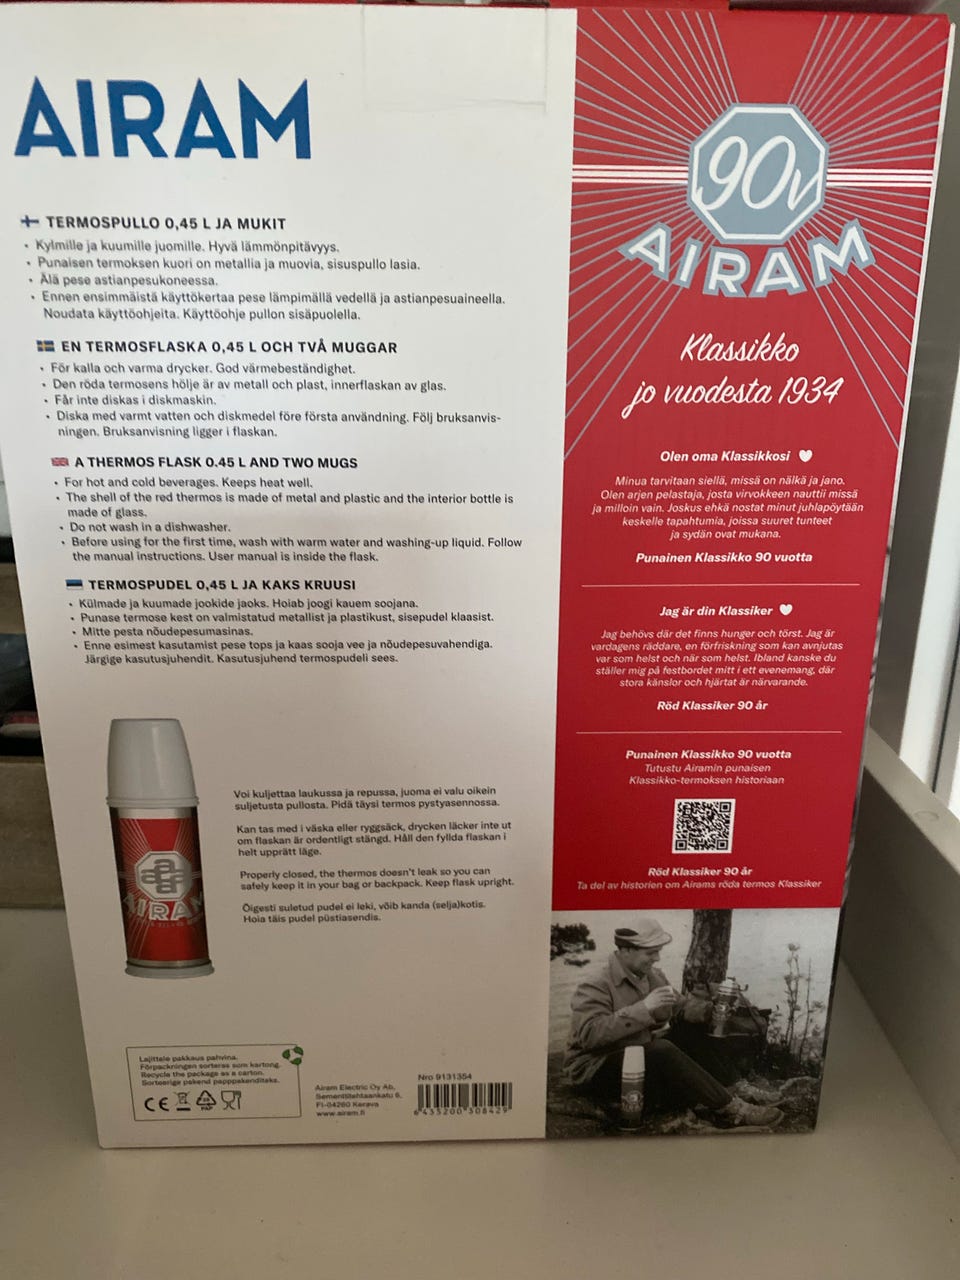 AIRAM
TERMOSPULLO 0,45 L JA MUKIT
• Kylmille ja kuumille juomille. Hyvä lämmönpitävyys.
• Punaisen termoksen kuori on metallia ja muovia, sisuspullo lasia.
• Älä pese astianpesukoneessa.
• Ennen ensimmäistä käyttökertaa pese lämpimällä vedellä ja astianpesuaineella.
Noudata käyttöohjeita. Käyttöohje pullon sisäpuolella.
EN TERMOSFLASKA 0,45 L OCH TVÅ MUGGAR
• För kalla och varma drycker. God värmebeständighet.
• Den röda termosens hölje är av metall och plast, innerflaskan av glas.
• Får inte diskas i diskmaskin.
• Diska med varmt vatten och diskmedel före första användning. Följ bruksanvis-
ningen. Bruksanvisning ligger i flaskan.
A THERMOS FLASK 0.45 L AND TWO MUGS
• For hot and cold beverages. Keeps heat well.
• The shell of the red thermos is made of metal and plastic and the interior bottle is
made of glass.
• Do not wash in a dishwasher.
• Before using for the first time, wash with warm water and washing-up liquid. Follow
the manual instructions. User manual is inside the flask.
TERMOSPUDEL 0,45 L JA KAKS KRUUSI
• Külmade ja kuumade jookide jaoks. Hoiab joogi kauem soojana.
• Punase termose kest on valmistatud metallist ja plastikust, sisepudel klaasist.
• Mitte pesta nõudepesumasinas.
• Enne esimest kasutamist pese tops ja kaas sooja vee ja nõudepesuvahendiga.
Järgige kasutusjuhendit. Kasutusjuhend termospudeli sees.
Voi kuljettaa laukussa ja repussa, juoma ei valu oikein
suljetusta pullosta. Pidä täysi termos pystyasennossa.
Kan tas med i väska eller ryggsäck, drycken läcker inte ut
om flaskan är ordentligt stängd. Håll den fyllda flaskan i
helt upprätt läge.
Properly closed, the thermos doesn't leak so you can
safely keep it in your bag or backpack. Keep flask upright.
Õigesti suletud pudel ei leki, võib kanda (selja)kotis.
Hoia täis pudel püstiasendis.
AIRAM
Lajittele pakkaus pahvina.
Förpackningen sorteras som kartong.
Recycle the package as a carton.
Sorteerige pakend papppakenditeks.
CE
PAP
Airam Electric Oy Ab,
Sementtitehtaankatu 6,
FI-04260 Kerava
www.airam.fi
Nro 9131354
6 435200 308429
90v
AIRAM
Klassikko
jo vuodesta 1934
Olen oma Klassikkosi
Minua tarvitaan siellä, missä on nälkä ja jano.
Olen arjen pelastaja, josta virvokkeen nauttii missä
ja milloin vain. Joskus ehkä nostat minut juhlapöytään
keskelle tapahtumia, joissa suuret tunteet
ja sydän ovat mukana.
Punainen Klassikko 90 vuotta
Jag är din Klassiker
Jag behövs där det finns hunger och törst. Jag är
vardagens räddare, en förfriskning som kan avnjutas
var som helst och när som helst. Ibland kanske du
ställer mig på festbordet mitt i ett evenemang, där
stora känslor och hjärtat är närvarande.
Röd Klassiker 90 år
Punainen Klassikko 90 vuotta
Tutustu Airamin punaisen
Klassikko-termoksen historiaan
Röd Klassiker 90 år
Ta del av historien om Airams röda termos Klassiker